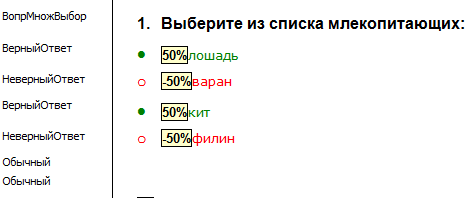 ВопрМножВыбор
1. Выберите из списка млекопитающих:
ВерныйОтвет
50%лошадь
НеверныйОтвет
-50%варан
ВерныйОтвет
50%кит
НеверныйОтвет
-50%филин
Обычный
Обычный